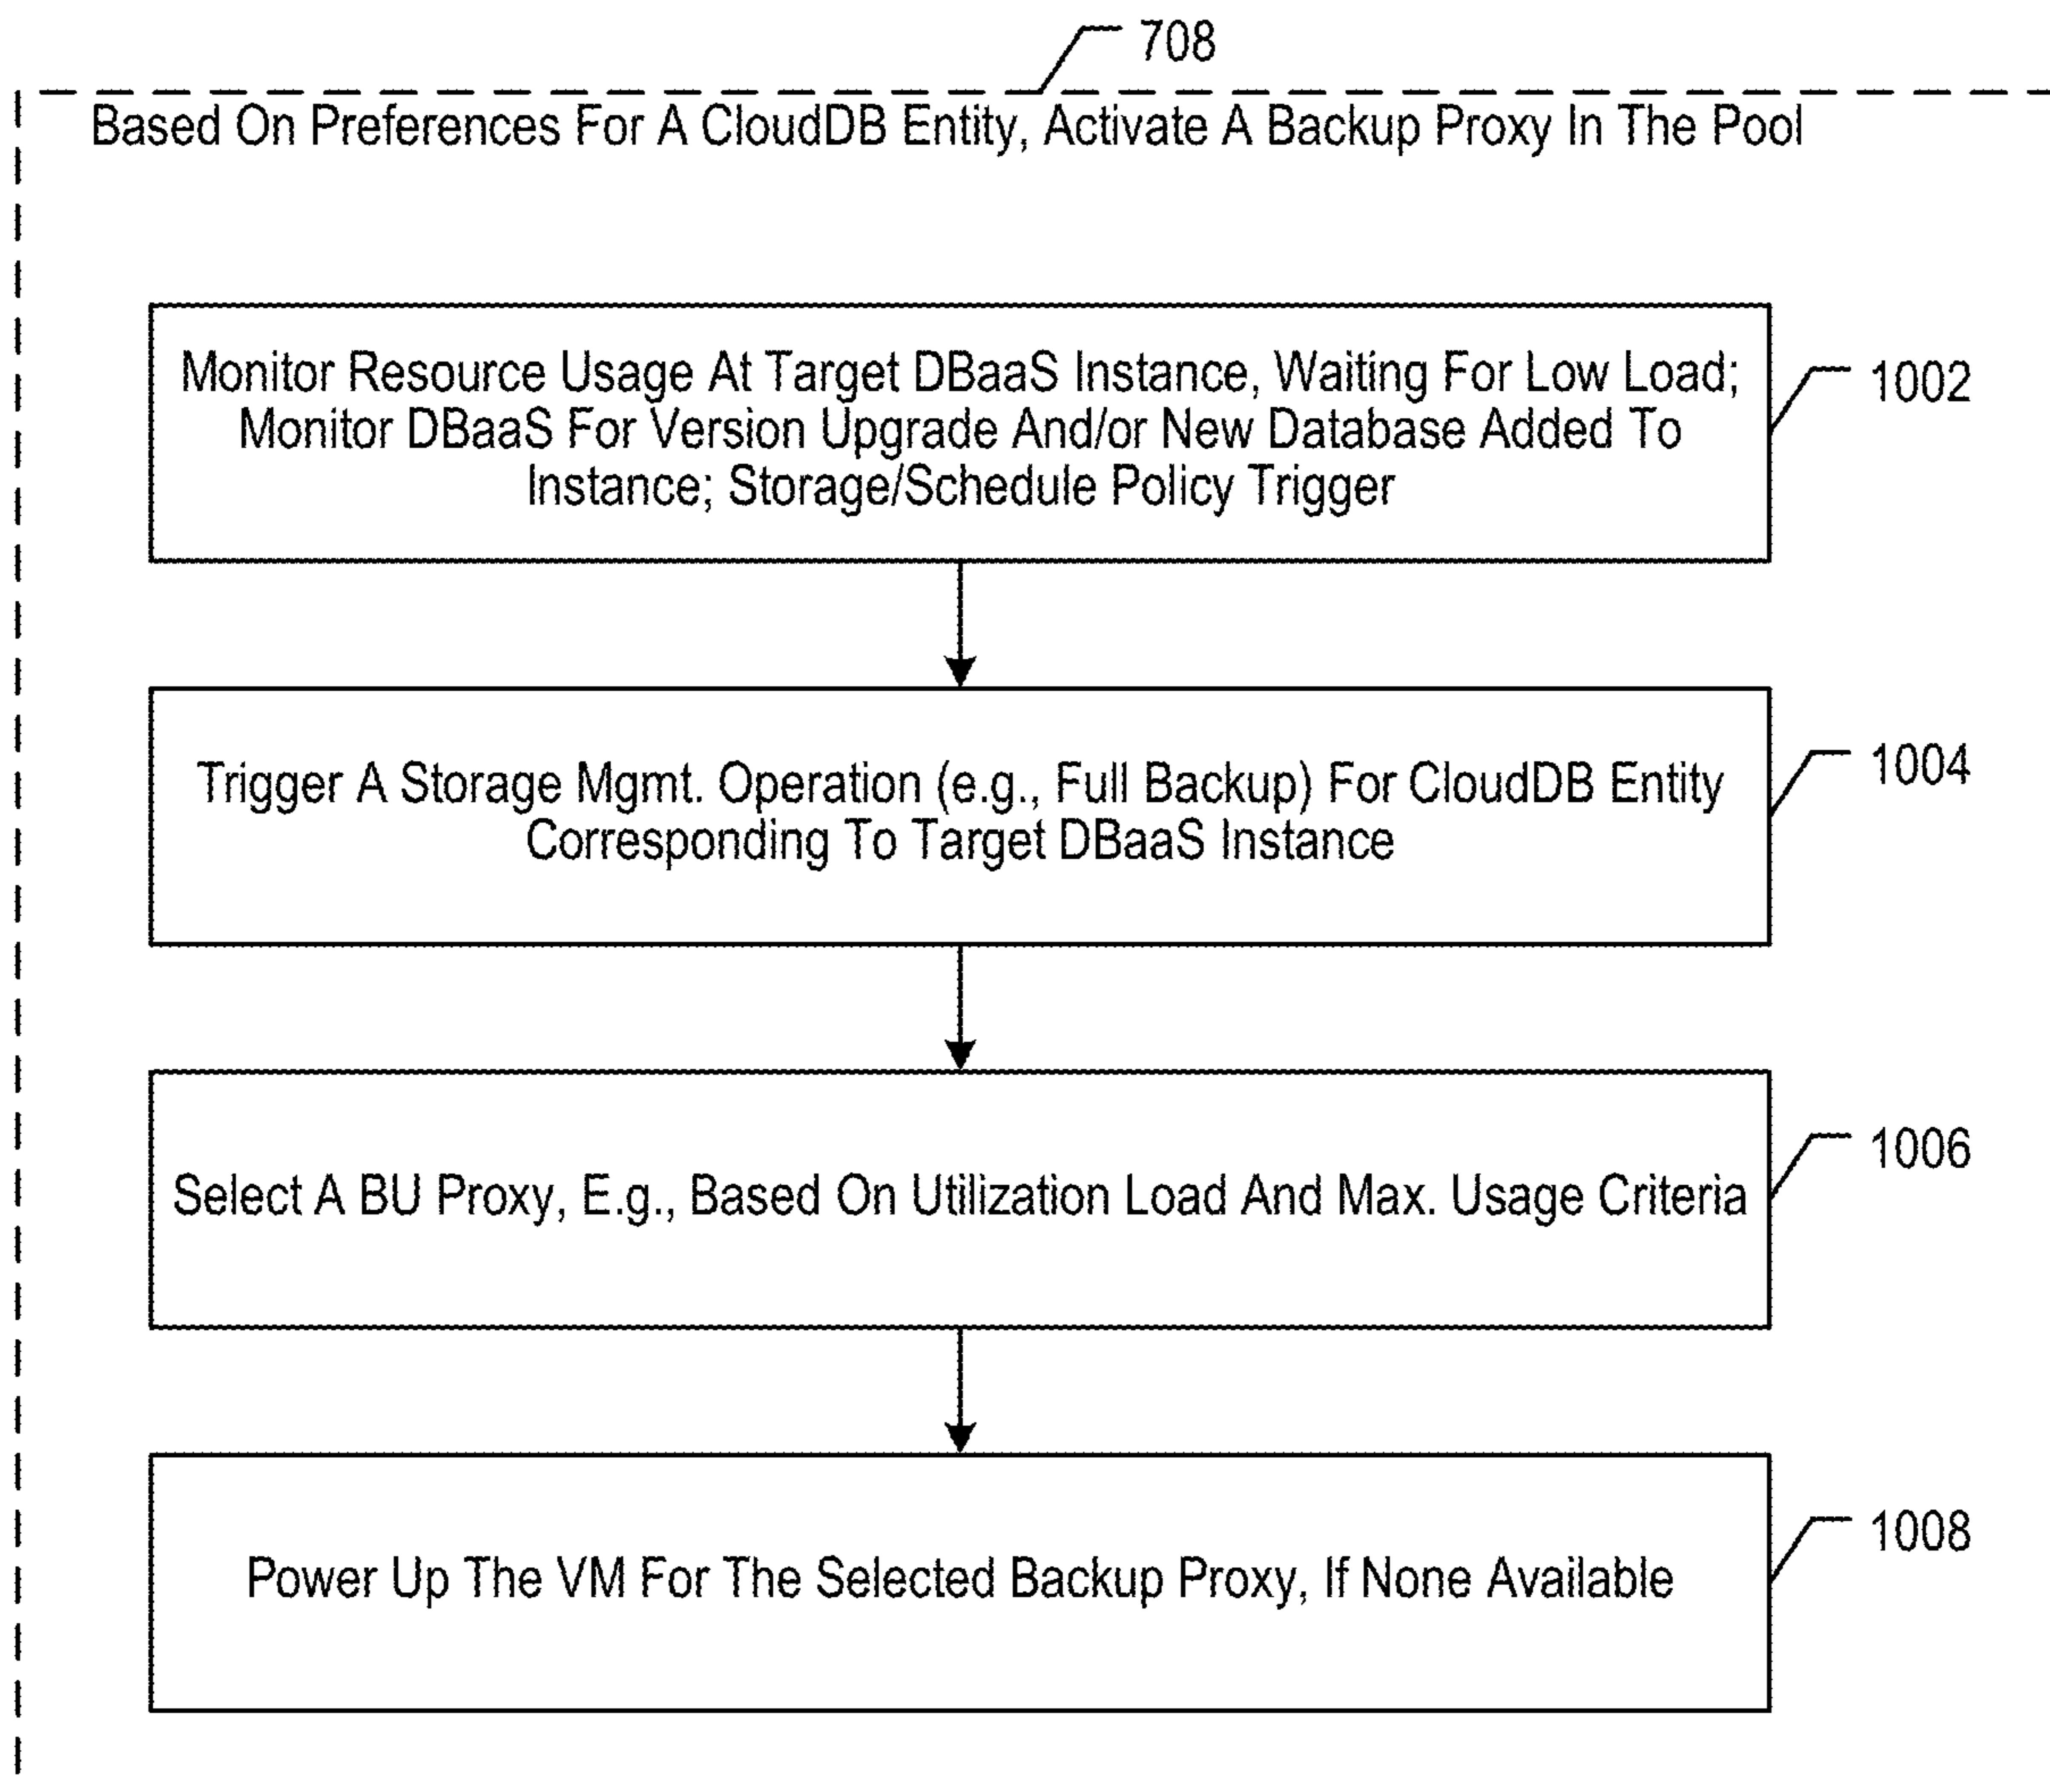 708
Based On Preferences For A CloudDB Entity, Activate A Backup Proxy In The Pool
Monitor Resource Usage At Target DBaaS Instance, Waiting For Low Load;
Monitor DBaaS For Version Upgrade And/or New Database Added To
Instance; Storage/Schedule Policy Trigger
1002
Trigger A Storage Mgmt. Operation (e.g., Full Backup) For CloudDB Entity
Corresponding To Target DBaaS Instance
1004
Select A BU Proxy, E.g., Based On Utilization Load And Max. Usage Criteria
1006
Power Up The VM For The Selected Backup Proxy, If None Available
1008